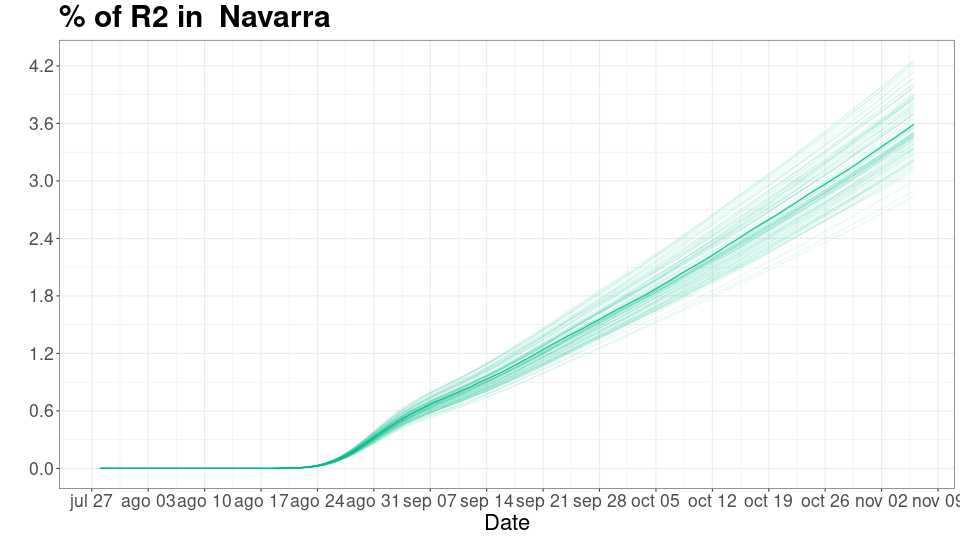 % of R2 in  Navarra
4.2
3.6
3.0
2.4
1.8
1.2
0.6
0.0
jul 27 ago 03 ago 10 ago 17 ago 24 ago 31 sep 07 sep 14 sep 21 sep 28 oct 05 oct 12 oct 19 oct 26 nov 02 nov 09
Date